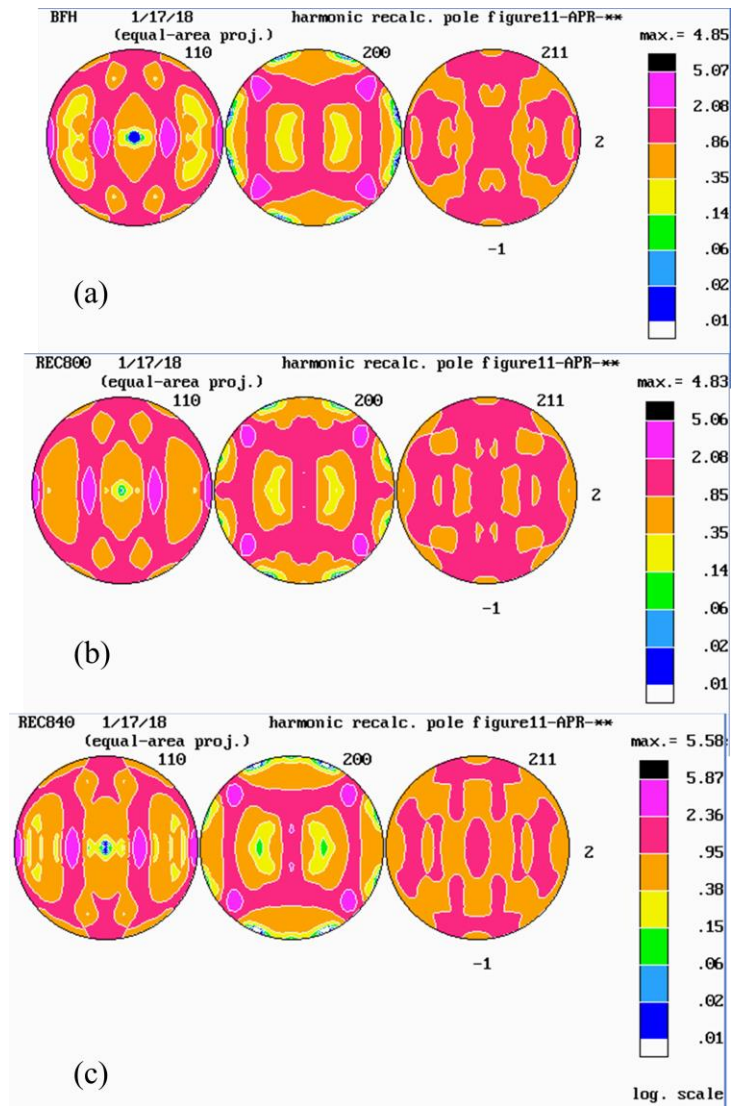 BFH 1/17/18 harmonic recalc. pole figure11-APR-** max.= 4.85
(equal-area proj.)
110 200 211
5.07
2.08
.86
.35
.14
.06
.02
.01
2
-1
(a)
REC800 1/17/18 harmonic recalc. pole figure11-APR-** max.= 4.83
(equal-area proj.)
110 200 211
5.06
2.08
.85
.35
.14
.06
.02
.01
2
-1
(b)
REC840 1/17/18 harmonic recalc. pole figure11-APR-** max.= 5.58
(equal-area proj.)
110 200 211
5.87
2.36
.95
.38
.15
.06
.02
.01
2
-1
(c)
log. scale